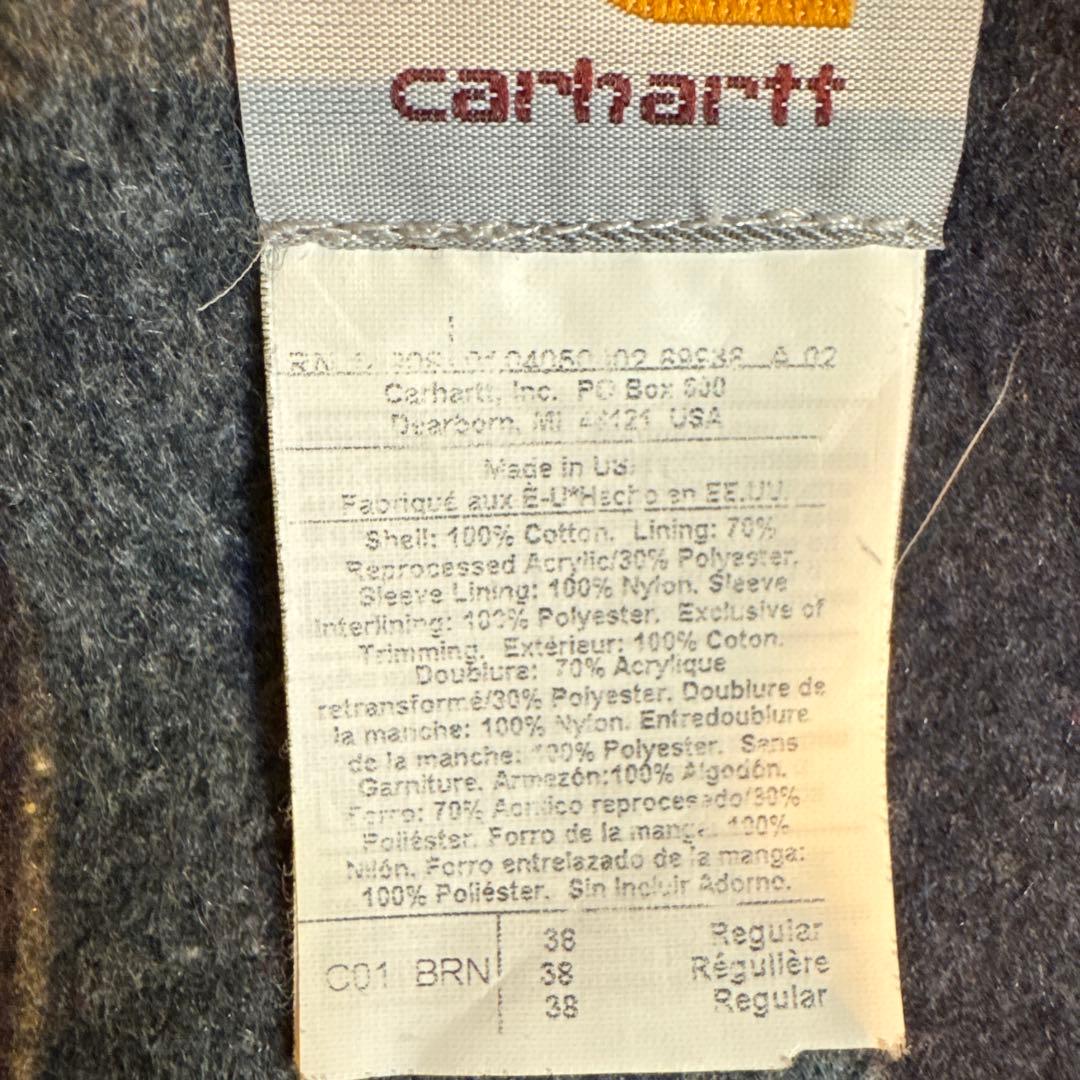 carhartt
RN 04050 02 A 02
Carhartt, Inc. PO Box 600
Dearborn, MI 48121 USA
Made in US
Fabriqué aux É-U*Hecho en EE.UU
Shell: 100% Cotton. Lining: 70%
Reprocessed Acrylic/30% Polyester.
Sleeve Lining: 100% Nylon. Sleeve
Interlining: 100% Polyester. Exclusive of
Trimming. Extérieur: 100% Coton.
Doublure: 70% Acrylique
retransformé/30% Polyester. Doublure de
la manche: 100% Nylon. Entredoublure
de la manche: 100% Polyester. Sans
Garniture. Armezón:100% Algodón.
Forro: 70% Acrílico reprocesado/30%
Poliéster. Forro de la manga: 100%
Nilón. Forro entrelazado de la manga:
100% Poliéster. Sin Incluir Adorno.
38 Regular
C01 BRN 38 Régulière
38 Regular